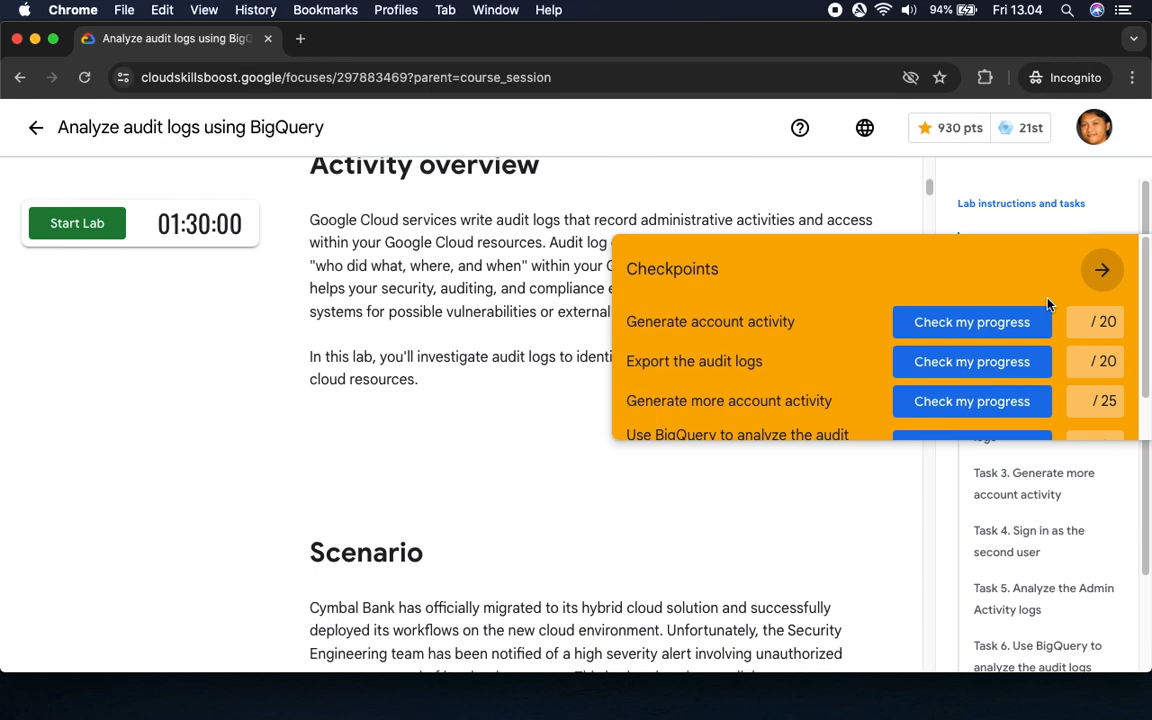 Chrome File Edit View History Bookmarks Profiles Tab Window Help 94% Fri 13.04
Analyze audit logs using BigQ
cloudskillsboost.google/focuses/297883469?parent=course_session
Incognito
Analyze audit logs using BigQuery
930 pts
21st
Activity overview
Start Lab
01:30:00
Google Cloud services write audit logs that record administrative activities and access
within your Google Cloud resources. Audit log
"who did what, where, and when" within your G
helps your security, auditing, and compliance e
systems for possible vulnerabilities or external
In this lab, you'll investigate audit logs to identi
cloud resources.
Scenario
Cymbal Bank has officially migrated to its hybrid cloud solution and successfully
deployed its workflows on the new cloud environment. Unfortunately, the Security
Engineering team has been notified of a high severity alert involving unauthorized
Checkpoints
Generate account activity Check my progress / 20
Export the audit logs Check my progress / 20
Generate more account activity Check my progress / 25
Use BigQuery to analyze the audit
Lab instructions and tasks
logs
Task 3. Generate more
account activity
Task 4. Sign in as the
second user
Task 5. Analyze the Admin
Activity logs
Task 6. Use BigQuery to
analyze the audit logs